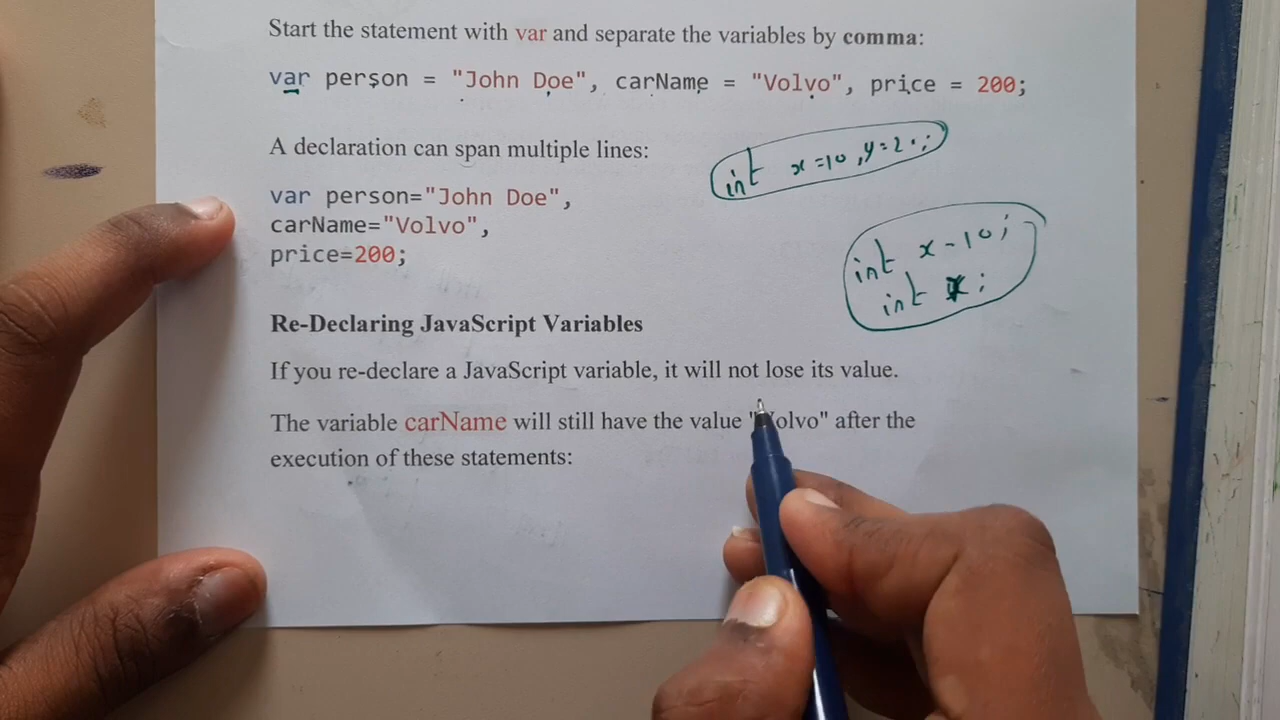 Start the statement with var and separate the variables by comma:
var person = "John Doe", carName = "Volvo", price = 200;
int x=10, y=20;
A declaration can span multiple lines:
var person="John Doe",
carName="Volvo",
price=200;
int x=10;
int x;
Re-Declaring JavaScript Variables
If you re-declare a JavaScript variable, it will not lose its value.
The variable carName will still have the value "Volvo" after the
execution of these statements: